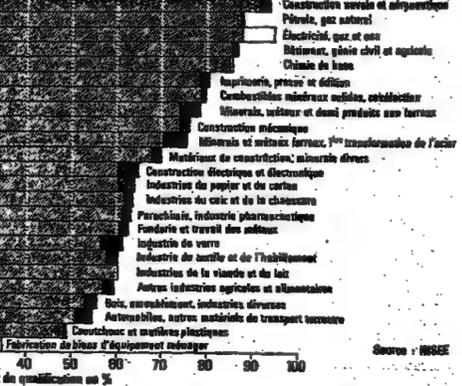 Construction navale et aéronautique
Pétrole, gaz naturel
Électricité, gaz et eau
Bâtiment, génie civil et agricole
Chimie de base
Imprimerie, presse et édition
Combustibles minéraux solides, cokéfaction
Minerais, métaux et demi produits non ferreux
Construction mécanique
Minerais et métaux ferreux, 1ère transformation de l'acier
Matériaux de construction; minerais divers
Construction électrique et électronique
Industries du papier et du carton
Industries du cuir et de la chaussure
Parachimie, industrie pharmaceutique
Fonderie et travail des métaux
Industrie du verre
Industrie du textile et de l'habillement
Industries de la viande et du lait
Autres industries agricoles et alimentaires
Bois, ameublement, industries diverses
Automobiles, autres matériels de transport terrestre
Caoutchouc et matières plastiques
Fabrication de biens d'équipement ménager
Source : INSEE
40 50 60 70 80 90 100
de qualification en %